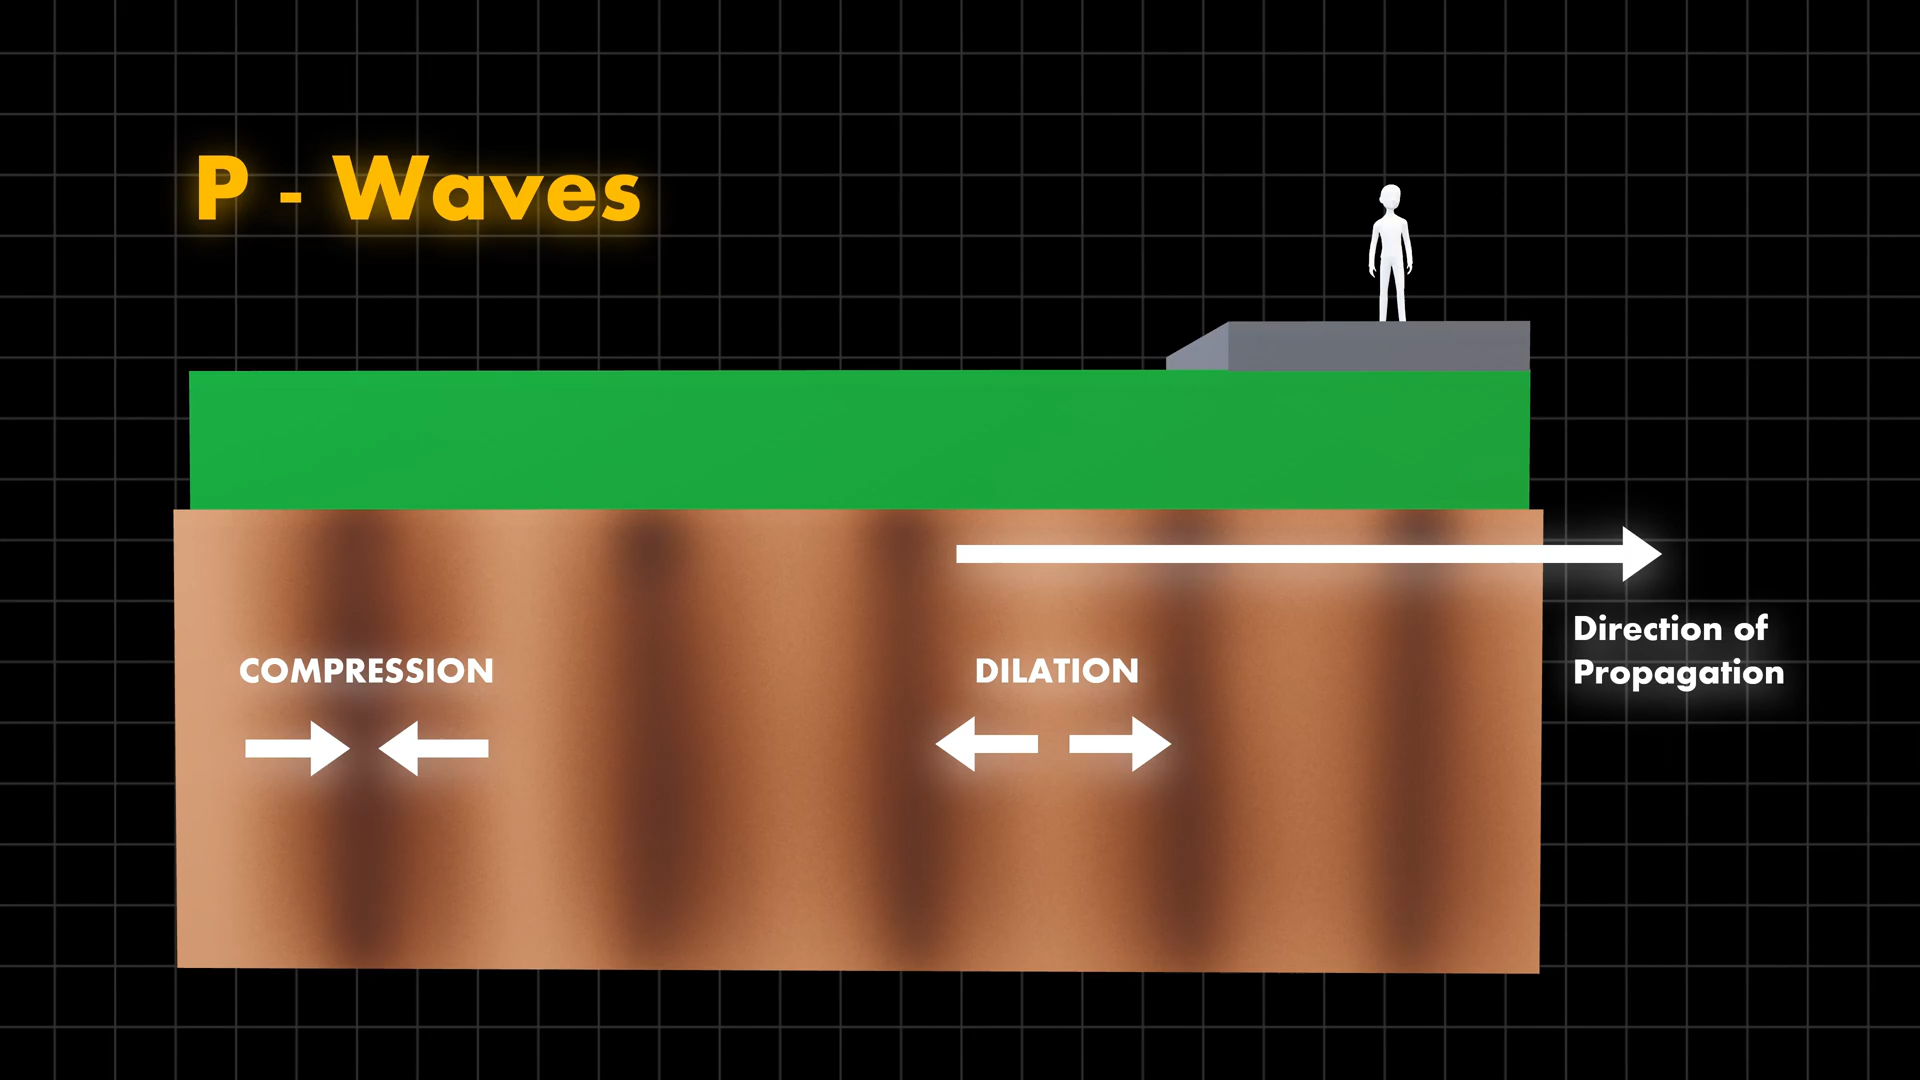 P - Waves
COMPRESSION
DILATION
Direction of
Propagation